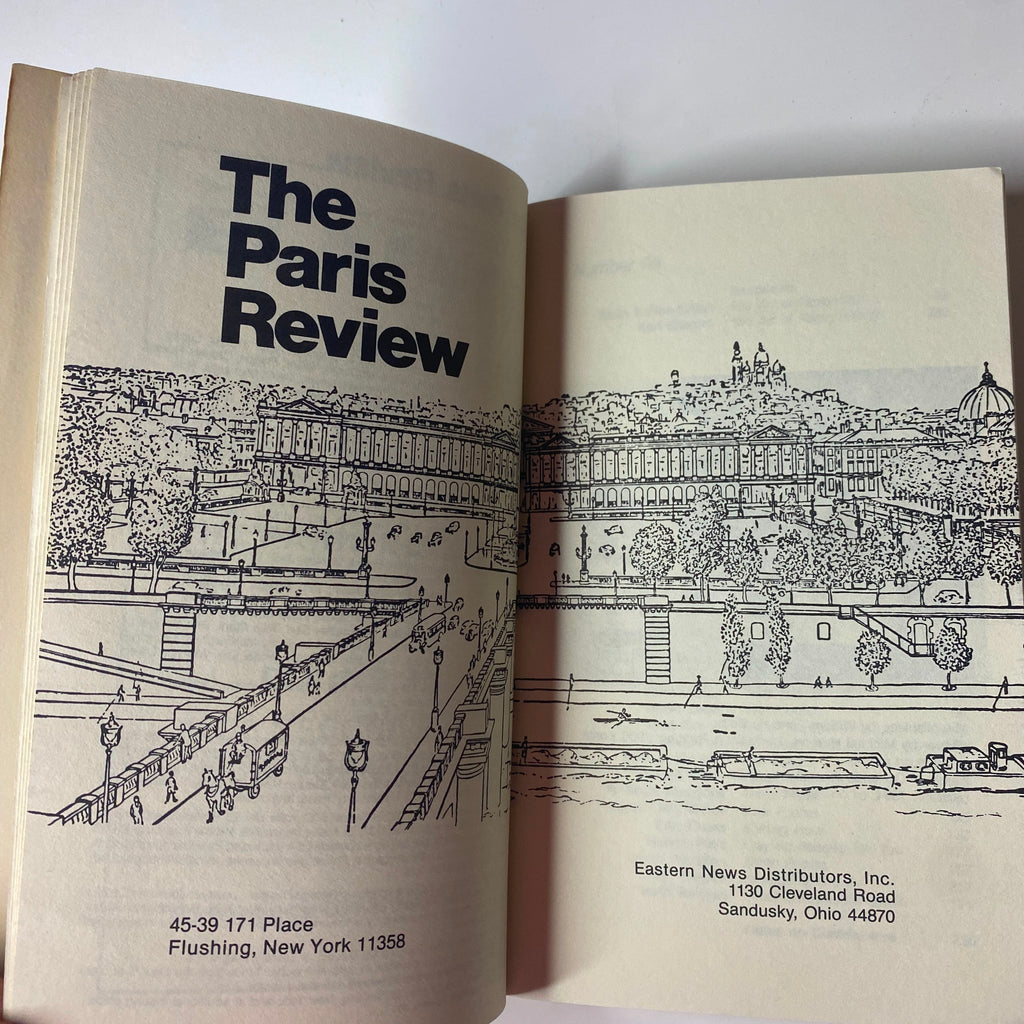 The
Paris
Review
45-39 171 Place
Flushing, New York 11358
Eastern News Distributors, Inc.
1130 Cleveland Road
Sandusky, Ohio 44870